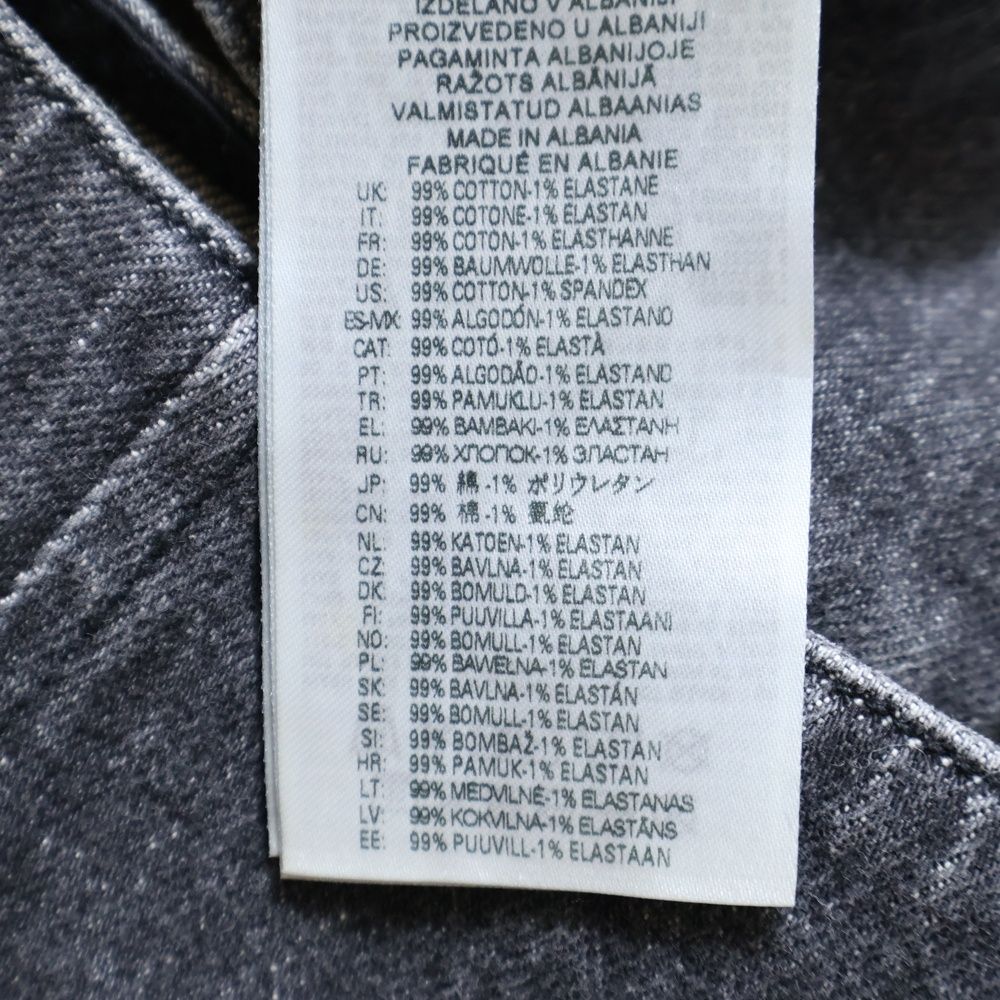 IZDELANO V ALBANIJI
PROIZVEDENO U ALBANIJI
PAGAMINTA ALBANIJOJE
RAŽOTS ALBĀNIJĀ
VALMISTATUD ALBAANIAS
MADE IN ALBANIA
FABRIQUÉ EN ALBANIE
UK: 99% COTTON-1% ELASTANE
IT: 99% COTONE-1% ELASTAN
FR: 99% COTON-1% ELASTHANNE
DE: 99% BAUMWOLLE-1% ELASTHAN
US: 99% COTTON-1% SPANDEX
ES-MX: 99% ALGODÓN-1% ELASTANO
CAT: 99% COTÓ-1% ELASTÀ
PT: 99% ALGODÃO-1% ELASTANO
TR: 99% PAMUKLU-1% ELASTAN
EL: 99% BAMBAKI-1% ΕΛΑΣΤΑΝΗ
RU: 99% ХЛОПОК-1% ЭЛАСТАН
JP: 99% 綿 -1% ポリウレタン
CN: 99% 棉 -1% 氨纶
NL: 99% KATOEN-1% ELASTAN
CZ: 99% BAVLNA-1% ELASTAN
DK: 99% BOMULD-1% ELASTAN
FI: 99% PUUVILLA-1% ELASTAANI
NO: 99% BOMULL-1% ELASTAN
PL: 99% BAWEŁNA-1% ELASTAN
SK: 99% BAVLNA-1% ELASTÁN
SE: 99% BOMULL-1% ELASTAN
SI: 99% BOMBAŽ-1% ELASTAN
HR: 99% PAMUK-1% ELASTAN
LT: 99% MEDVILNĖ-1% ELASTANAS
LV: 99% KOKVILNA-1% ELASTĀNS
EE: 99% PUUVILL-1% ELASTAAN